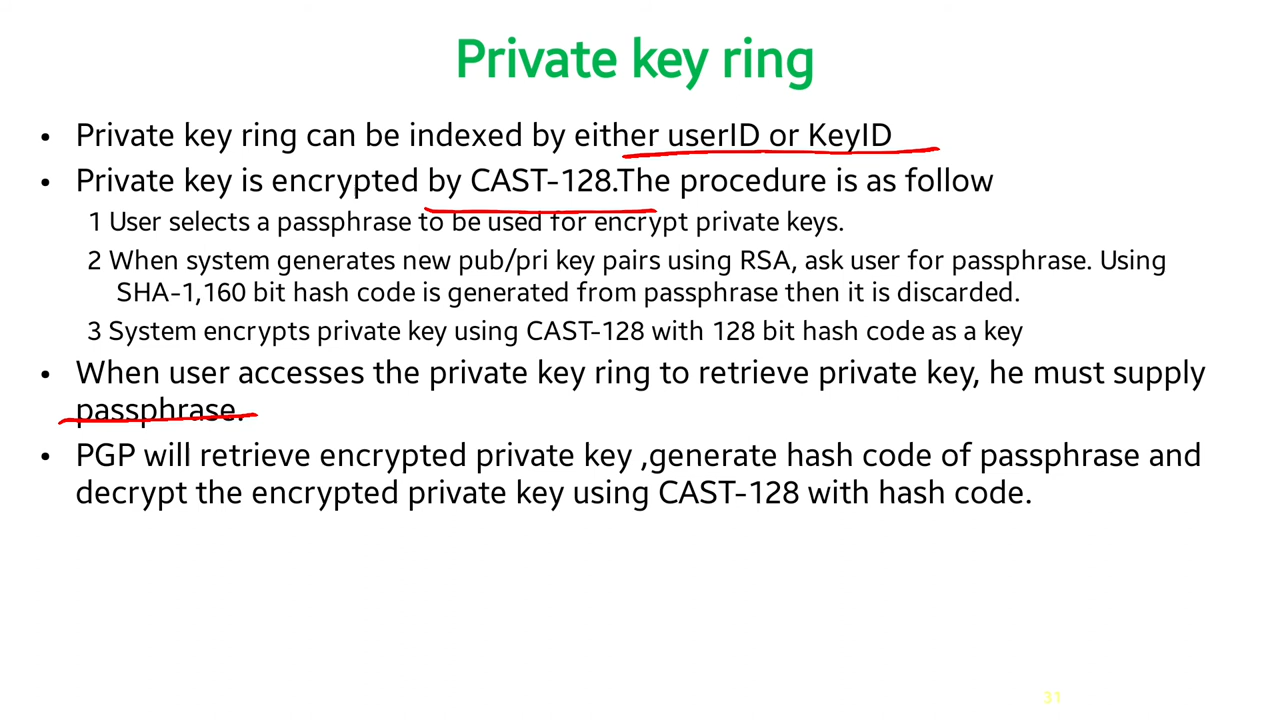 Private key ring
• Private key ring can be indexed by either userID or KeyID
• Private key is encrypted by CAST-128.The procedure is as follow
1 User selects a passphrase to be used for encrypt private keys.
2 When system generates new pub/pri key pairs using RSA, ask user for passphrase. Using
SHA-1,160 bit hash code is generated from passphrase then it is discarded.
3 System encrypts private key using CAST-128 with 128 bit hash code as a key
• When user accesses the private key ring to retrieve private key, he must supply
passphrase.
• PGP will retrieve encrypted private key ,generate hash code of passphrase and
decrypt the encrypted private key using CAST-128 with hash code.
31